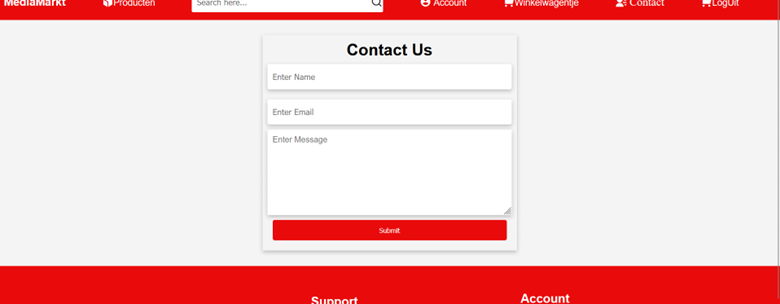 MediaMarkt Producten Search here... Account Winkelwagentje Contact LogUit
Contact Us
Enter Name
Enter Email
Enter Message
Submit
Support Account